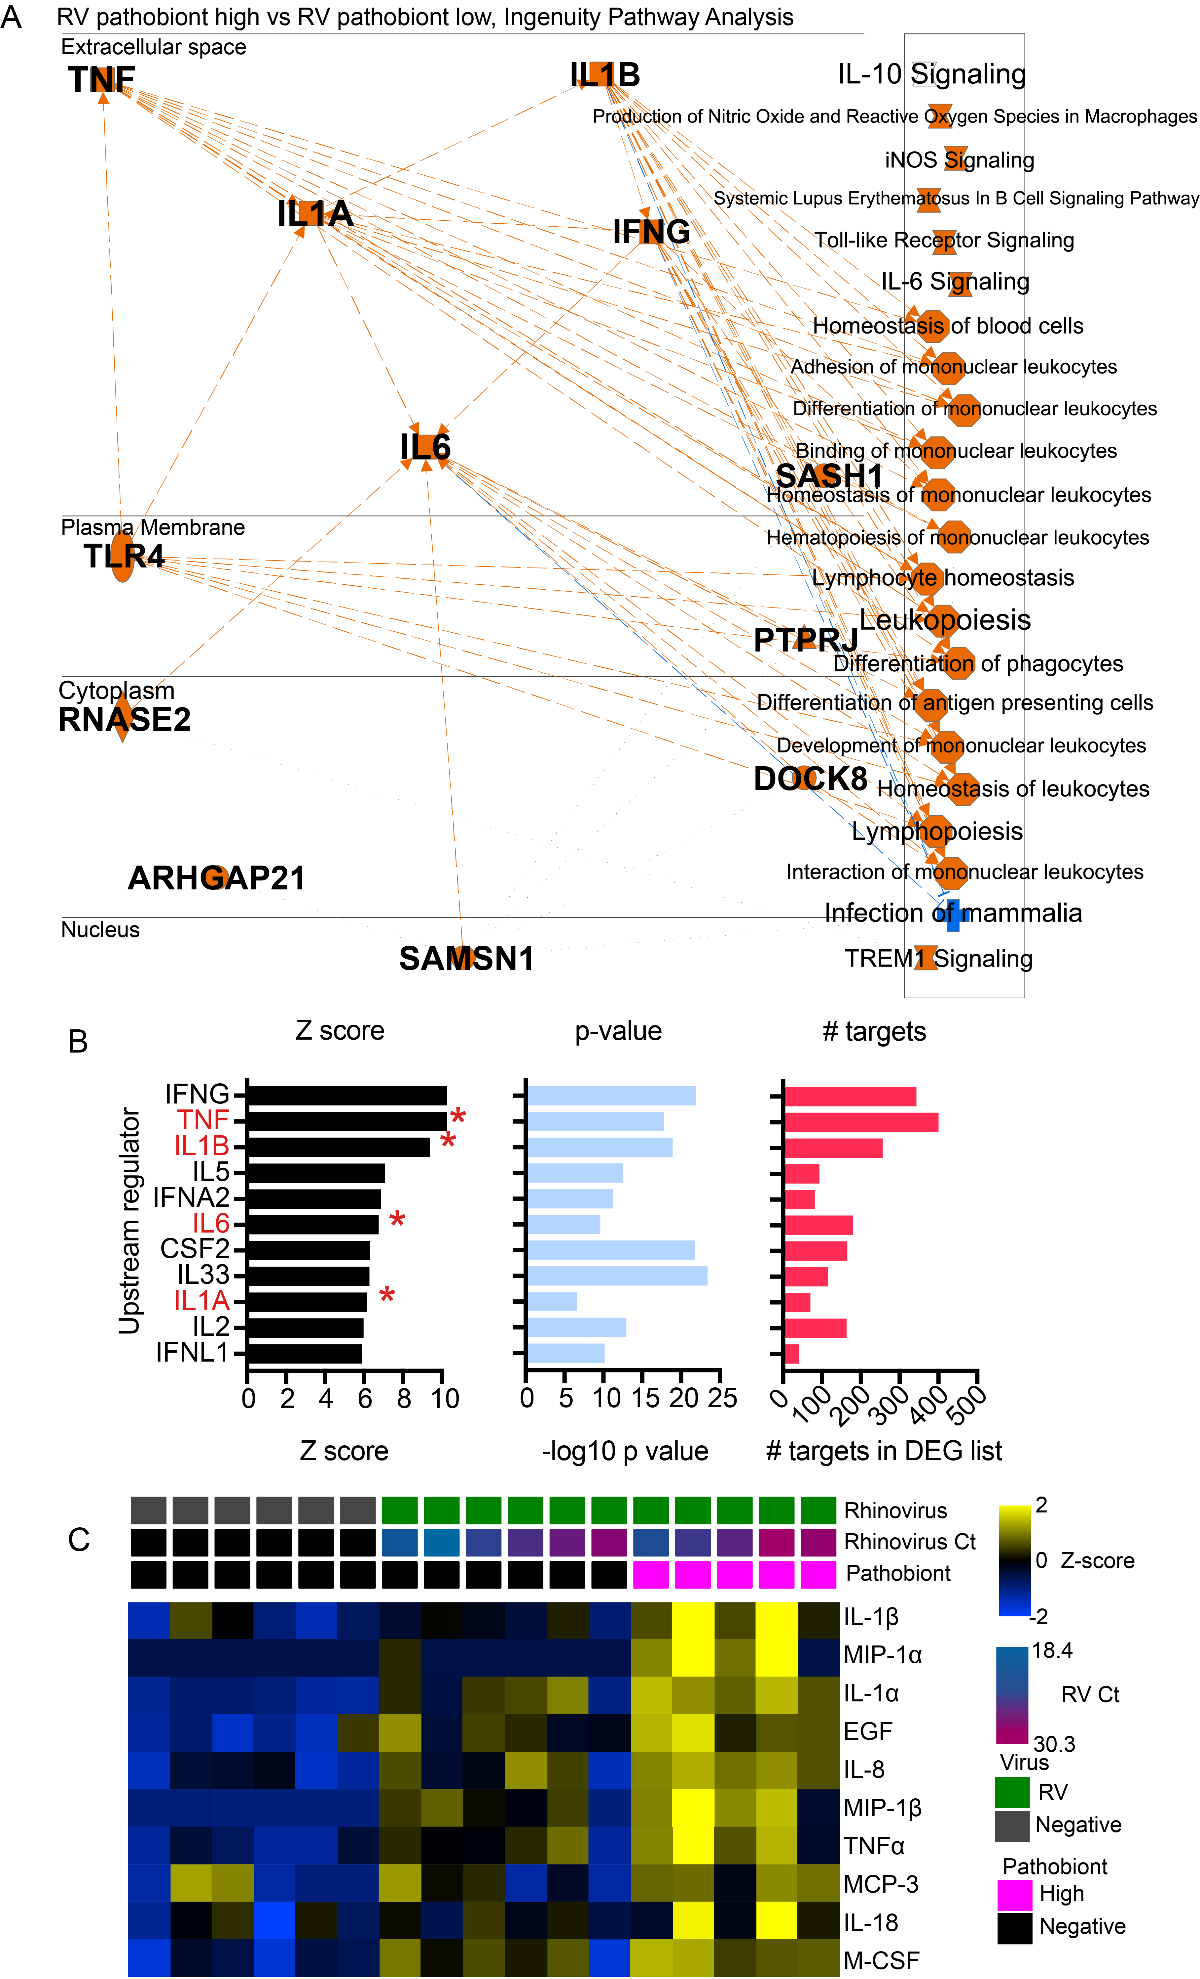 A
RV pathobiont high vs RV pathobiont low, Ingenuity Pathway Analysis
Extracellular space
TNF
IL1B
IL1A
IFNG
IL6
SASH1
Plasma Membrane
TLR4
PTPRJ
Cytoplasm
RNASE2
DOCK8
ARHGAP21
Nucleus
SAMSN1
IL-10 Signaling
Production of Nitric Oxide and Reactive Oxygen Species in Macrophages
iNOS Signaling
Systemic Lupus Erythematosus In B Cell Signaling Pathway
Toll-like Receptor Signaling
IL-6 Signaling
Homeostasis of blood cells
Adhesion of mononuclear leukocytes
Differentiation of mononuclear leukocytes
Binding of mononuclear leukocytes
Homeostasis of mononuclear leukocytes
Hematopoiesis of mononuclear leukocytes
Lymphocyte homeostasis
Leukopoiesis
Differentiation of phagocytes
Differentiation of antigen presenting cells
Development of mononuclear leukocytes
Homeostasis of leukocytes
Lymphopoiesis
Interaction of mononuclear leukocytes
Infection of mammalia
TREM1 Signaling
B
Z score
p-value
# targets
Upstream regulator
IFNG
TNF *
IL1B *
IL5
IFNA2
IL6 *
CSF2
IL33
IL1A *
IL2
IFNL1
0 2 4 6 8 10
0 5 10 15 20 25
0 100 200 300 400 500
Z score
-log10 p value
# targets in DEG list
C
Rhinovirus
Rhinovirus Ct
Pathobiont
IL-1β
MIP-1α
IL-1α
EGF
IL-8
MIP-1β
TNFα
MCP-3
IL-18
M-CSF
2
0 Z-score
-2
18.4
RV Ct
30.3
Virus
RV
Negative
Pathobiont
High
Negative